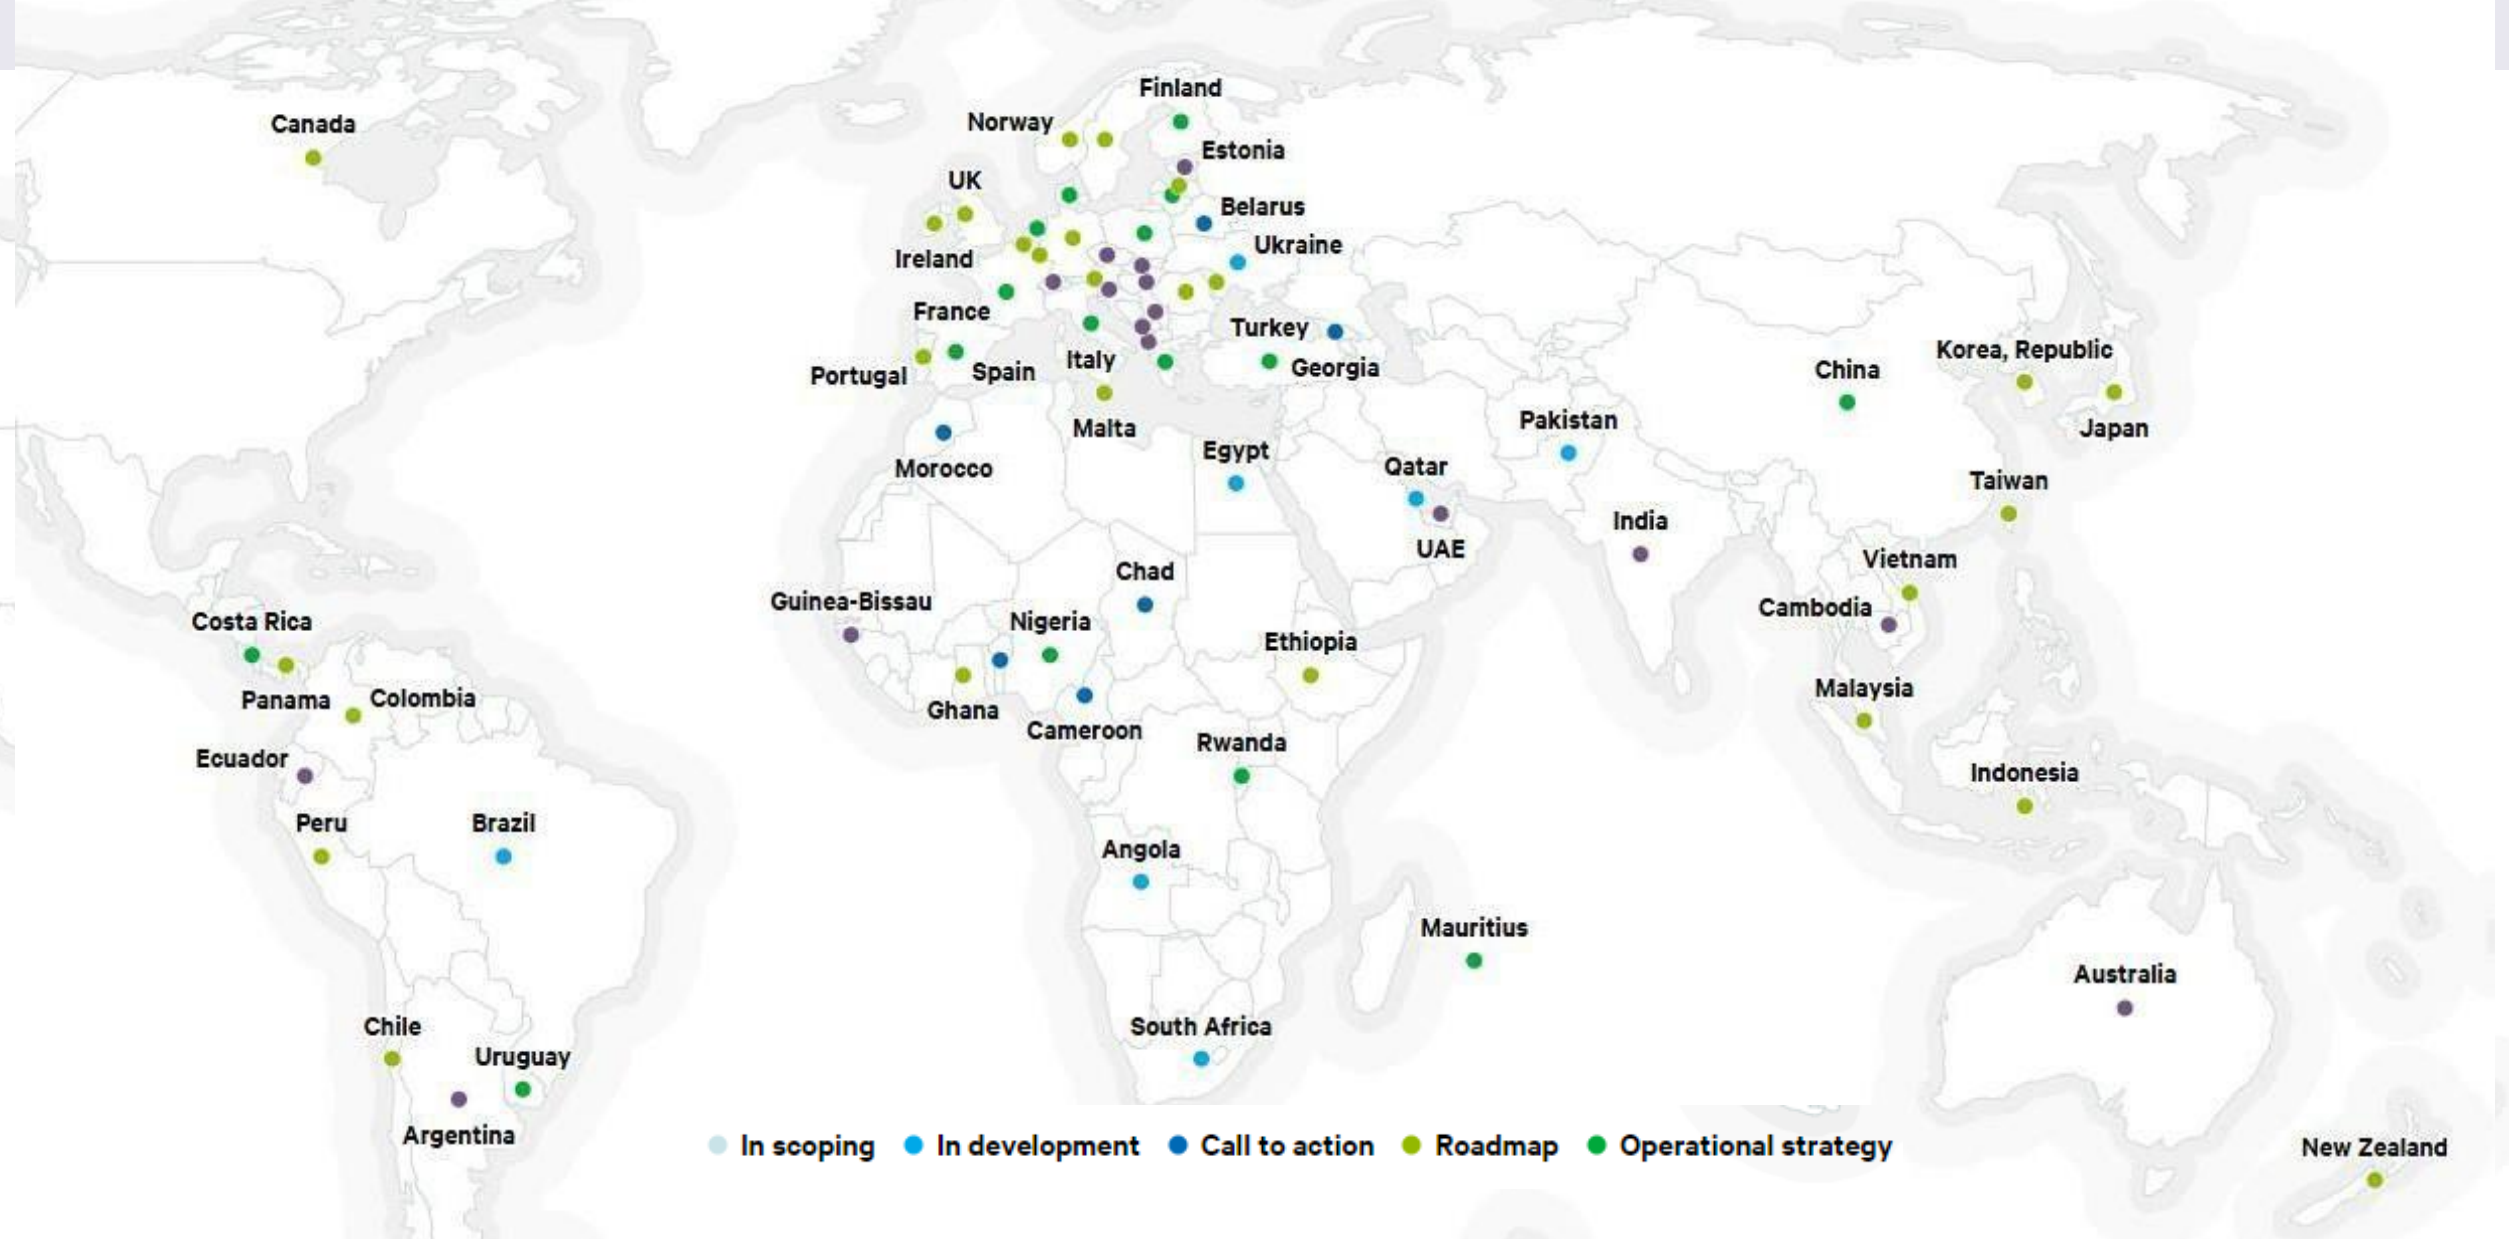 Finland
Canada
Norway
Estonia
UK
Belarus
Ukraine
Ireland
France
Turkey
Korea, Republic
Italy
Georgia
China
Portugal
Spain
Pakistan
Malta
Japan
Egypt
Morocco
Qatar
Taiwan
India
UAE
Vietnam
Chad
Guinea-Bissau
Cambodia
Costa Rica
Nigeria
Ethiopia
Malaysia
Panama
Colombia
Ghana
Cameroon
Rwanda
Ecuador
Indonesia
Peru
Brazil
Angola
Mauritius
Australia
Chile
South Africa
Uruguay
Argentina
In scoping
In development
Call to action
Roadmap
Operational strategy
New Zealand